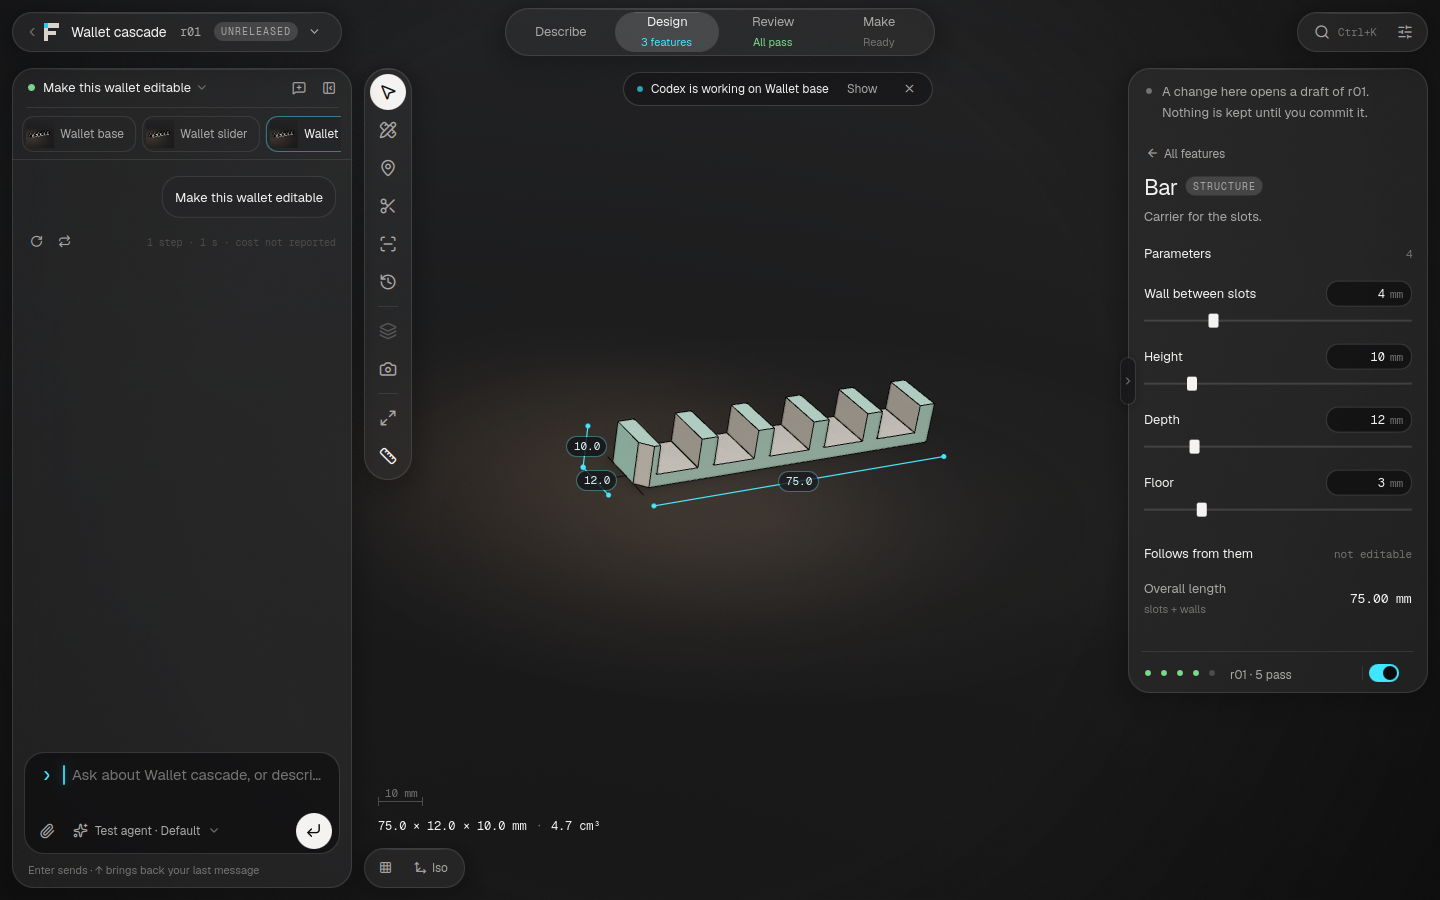 Wallet cascade r01 UNRELEASED
Describe
Design
3 features
Review
All pass
Make
Ready
Ctrl+K
Make this wallet editable
Wallet base
Wallet slider
Wallet
Make this wallet editable
1 step · 1 s · cost not reported
Codex is working on Wallet base Show
A change here opens a draft of r01.
Nothing is kept until you commit it.
All features
Bar STRUCTURE
Carrier for the slots.
Parameters 4
Wall between slots 4 mm
Height 10 mm
Depth 12 mm
Floor 3 mm
Follows from them not editable
Overall length
slots + walls
75.00 mm
r01 · 5 pass
10.0
12.0
75.0
10 mm
75.0 × 12.0 × 10.0 mm · 4.7 cm³
Iso
Ask about Wallet cascade, or descri...
Test agent · Default
Enter sends · ↑ brings back your last message